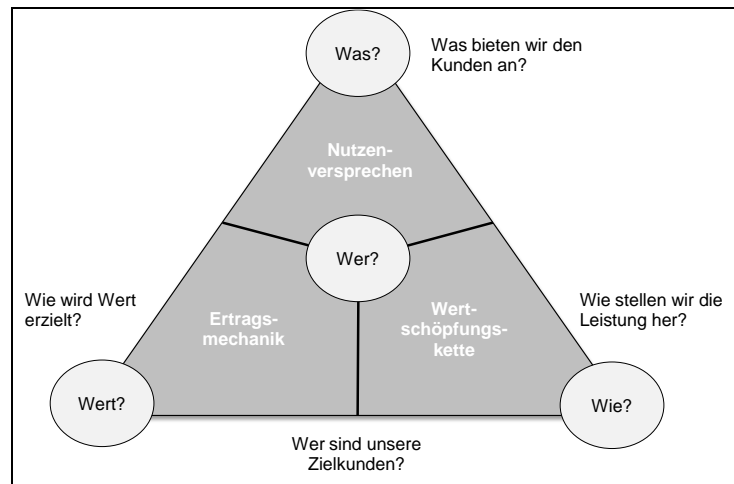 Was?
Was bieten wir den
Kunden an?
Nutzen-
versprechen
Wer?
Wie wird Wert
erzielt?
Ertrags-
mechanik
Wert-
schöpfungs-
kette
Wie stellen wir die
Leistung her?
Wert?
Wie?
Wer sind unsere
Zielkunden?